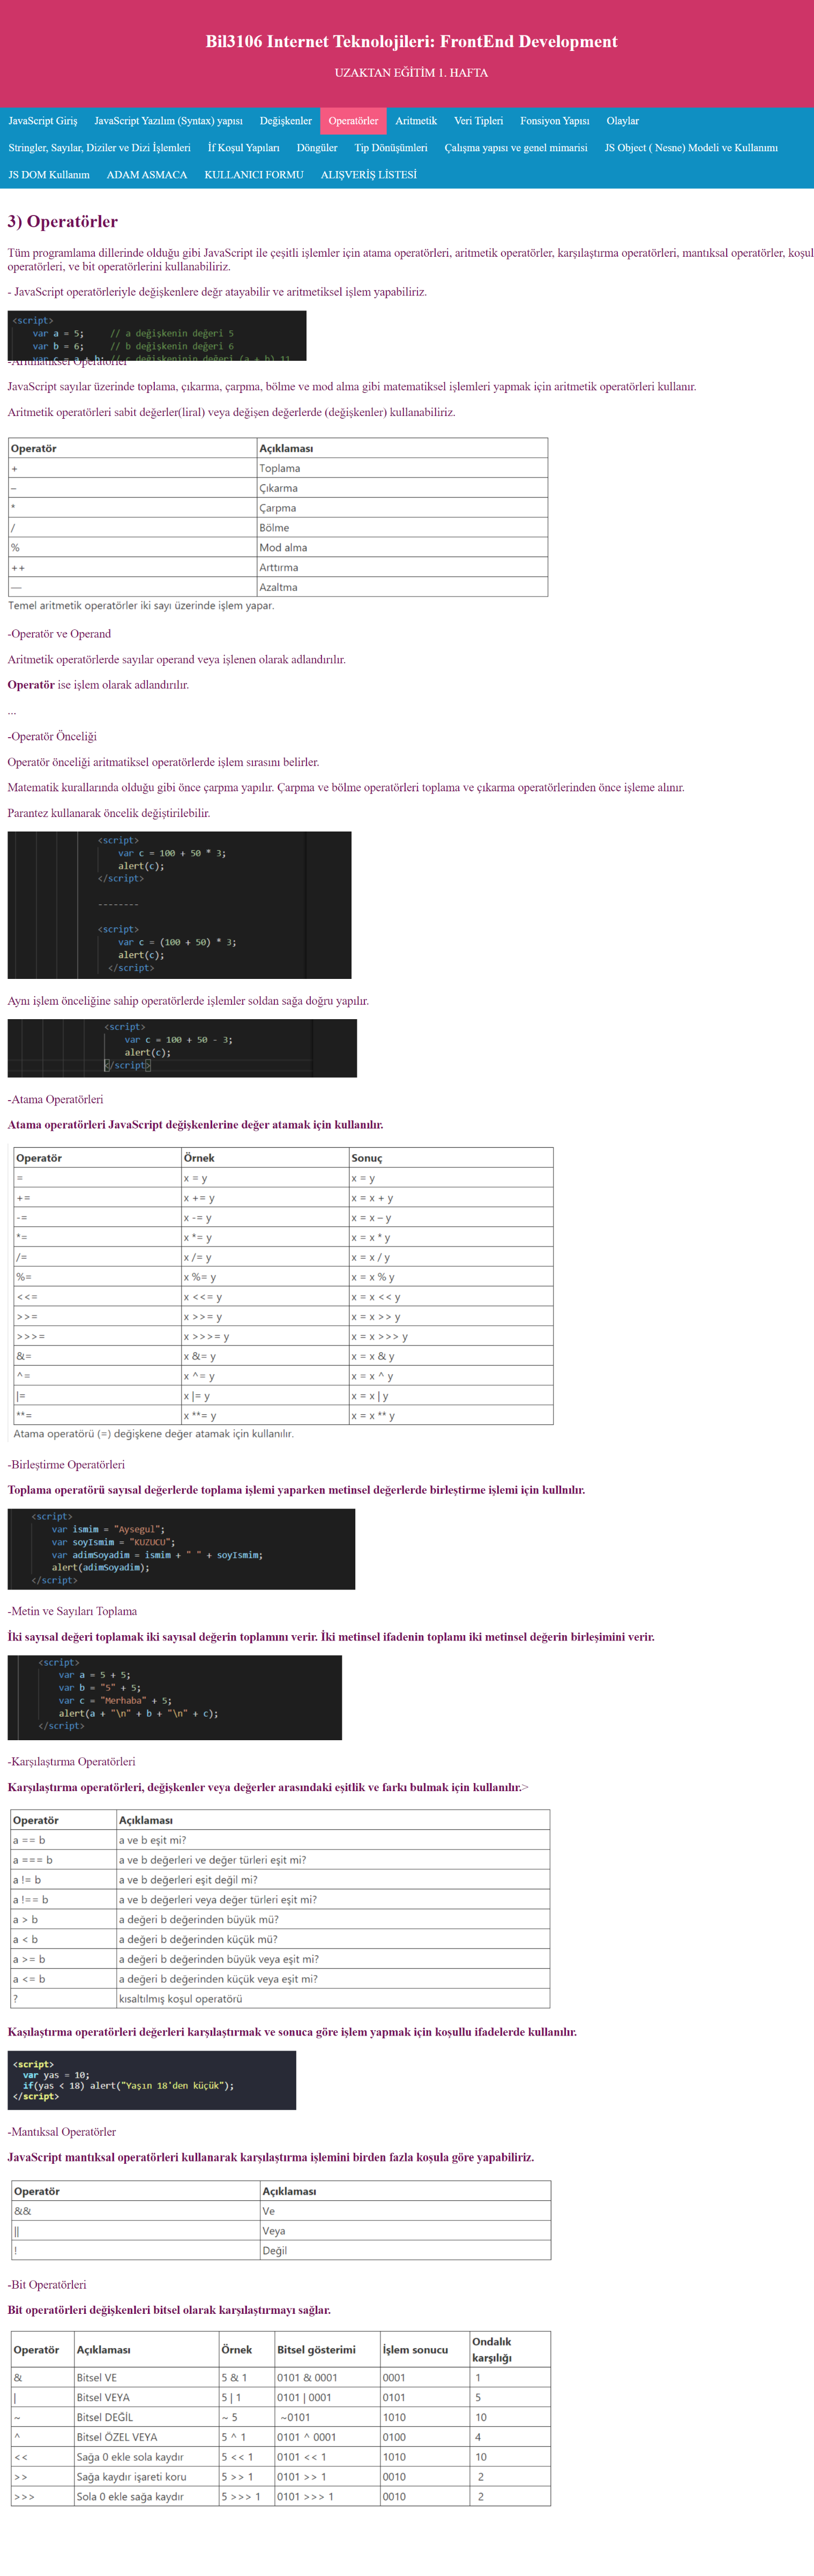 Bil3106 Internet Teknolojileri: FrontEnd Development
UZAKTAN EĞİTİM 1. HAFTA
JavaScript Giriş JavaScript Yazılım (Syntax) yapısı Değişkenler Operatörler Aritmetik Veri Tipleri Fonsiyon Yapısı Olaylar
Stringler, Sayılar, Diziler ve Dizi İşlemleri İf Koşul Yapıları Döngüler Tip Dönüşümleri Çalışma yapısı ve genel mimarisi JS Object ( Nesne) Modeli ve Kullanımı
JS DOM Kullanım ADAM ASMACA KULLANICI FORMU ALIŞVERİŞ LİSTESİ
3) Operatörler
Tüm programlama dillerinde olduğu gibi JavaScript ile çeşitli işlemler için atama operatörleri, aritmetik operatörler, karşılaştırma operatörleri, mantıksal operatörler, koşul
operatörleri, ve bit operatörlerini kullanabiliriz.
- JavaScript operatörleriyle değişkenlere değr atayabilir ve aritmetiksel işlem yapabiliriz.
<script>
var a = 5; // a değişkenin değeri 5
var b = 6; // b değişkenin değeri 6
var c = a + b; // c değişkeninin değeri (a + b) 11
-Aritmatiksel Operatörler
JavaScript sayılar üzerinde toplama, çıkarma, çarpma, bölme ve mod alma gibi matematiksel işlemleri yapmak için aritmetik operatörleri kullanır.
Aritmetik operatörleri sabit değerler(liral) veya değişen değerlerde (değişkenler) kullanabiliriz.
Operatör Açıklaması
+ Toplama
– Çıkarma
* Çarpma
/ Bölme
% Mod alma
++ Arttırma
— Azaltma
Temel aritmetik operatörler iki sayı üzerinde işlem yapar.
-Operatör ve Operand
Aritmetik operatörlerde sayılar operand veya işlenen olarak adlandırılır.
Operatör ise işlem olarak adlandırılır.
...
-Operatör Önceliği
Operatör önceliği aritmatiksel operatörlerde işlem sırasını belirler.
Matematik kurallarında olduğu gibi önce çarpma yapılır. Çarpma ve bölme operatörleri toplama ve çıkarma operatörlerinden önce işleme alınır.
Parantez kullanarak öncelik değiştirilebilir.
<script>
var c = 100 + 50 * 3;
alert(c);
</script>
--------
<script>
var c = (100 + 50) * 3;
alert(c);
</script>
Aynı işlem önceliğine sahip operatörlerde işlemler soldan sağa doğru yapılır.
<script>
var c = 100 + 50 - 3;
alert(c);
</script>
-Atama Operatörleri
Atama operatörleri JavaScript değişkenlerine değer atamak için kullanılır.
Operatör Örnek Sonuç
= x = y x = y
+= x += y x = x + y
-= x -= y x = x – y
*= x *= y x = x * y
/= x /= y x = x / y
%= x %= y x = x % y
<<= x <<= y x = x << y
>>= x >>= y x = x >> y
>>>= x >>>= y x = x >>> y
&= x &= y x = x & y
^= x ^= y x = x ^ y
|= x |= y x = x | y
**= x **= y x = x ** y
Atama operatörü (=) değişkene değer atamak için kullanılır.
-Birleştirme Operatörleri
Toplama operatörü sayısal değerlerde toplama işlemi yaparken metinsel değerlerde birleştirme işlemi için kullnılır.
<script>
var ismim = "Aysegul";
var soyIsmim = "KUZUCU";
var adimSoyadim = ismim + " " + soyIsmim;
alert(adimSoyadim);
</script>
-Metin ve Sayıları Toplama
İki sayısal değeri toplamak iki sayısal değerin toplamını verir. İki metinsel ifadenin toplamı iki metinsel değerin birleşimini verir.
<script>
var a = 5 + 5;
var b = "5" + 5;
var c = "Merhaba" + 5;
alert(a + "\n" + b + "\n" + c);
</script>
-Karşılaştırma Operatörleri
Karşılaştırma operatörleri, değişkenler veya değerler arasındaki eşitlik ve farkı bulmak için kullanılır.>
Operatör Açıklaması
a == b a ve b eşit mi?
a === b a ve b değerleri ve değer türleri eşit mi?
a != b a ve b değerleri eşit değil mi?
a !== b a ve b değerleri veya değer türleri eşit mi?
a > b a değeri b değerinden büyük mü?
a < b a değeri b değerinden küçük mü?
a >= b a değeri b değerinden büyük veya eşit mi?
a <= b a değeri b değerinden küçük veya eşit mi?
? kısaltılmış koşul operatörü
Kaşılaştırma operatörleri değerleri karşılaştırmak ve sonuca göre işlem yapmak için koşullu ifadelerde kullanılır.
<script>
var yas = 10;
if(yas < 18) alert("Yaşın 18'den küçük");
</script>
-Mantıksal Operatörler
JavaScript mantıksal operatörleri kullanarak karşılaştırma işlemini birden fazla koşula göre yapabiliriz.
Operatör Açıklaması
&& Ve
|| Veya
! Değil
-Bit Operatörleri
Bit operatörleri değişkenleri bitsel olarak karşılaştırmayı sağlar.
Operatör Açıklaması Örnek Bitsel gösterimi İşlem sonucu Ondalık karşılığı
& Bitsel VE 5 & 1 0101 & 0001 0001 1
| Bitsel VEYA 5 | 1 0101 | 0001 0101 5
~ Bitsel DEĞİL ~ 5 ~0101 1010 10
^ Bitsel ÖZEL VEYA 5 ^ 1 0101 ^ 0001 0100 4
<< Sağa 0 ekle sola kaydır 5 << 1 0101 << 1 1010 10
>> Sağa kaydır işareti koru 5 >> 1 0101 >> 1 0010 2
>>> Sola 0 ekle sağa kaydır 5 >>> 1 0101 >>> 1 0010 2